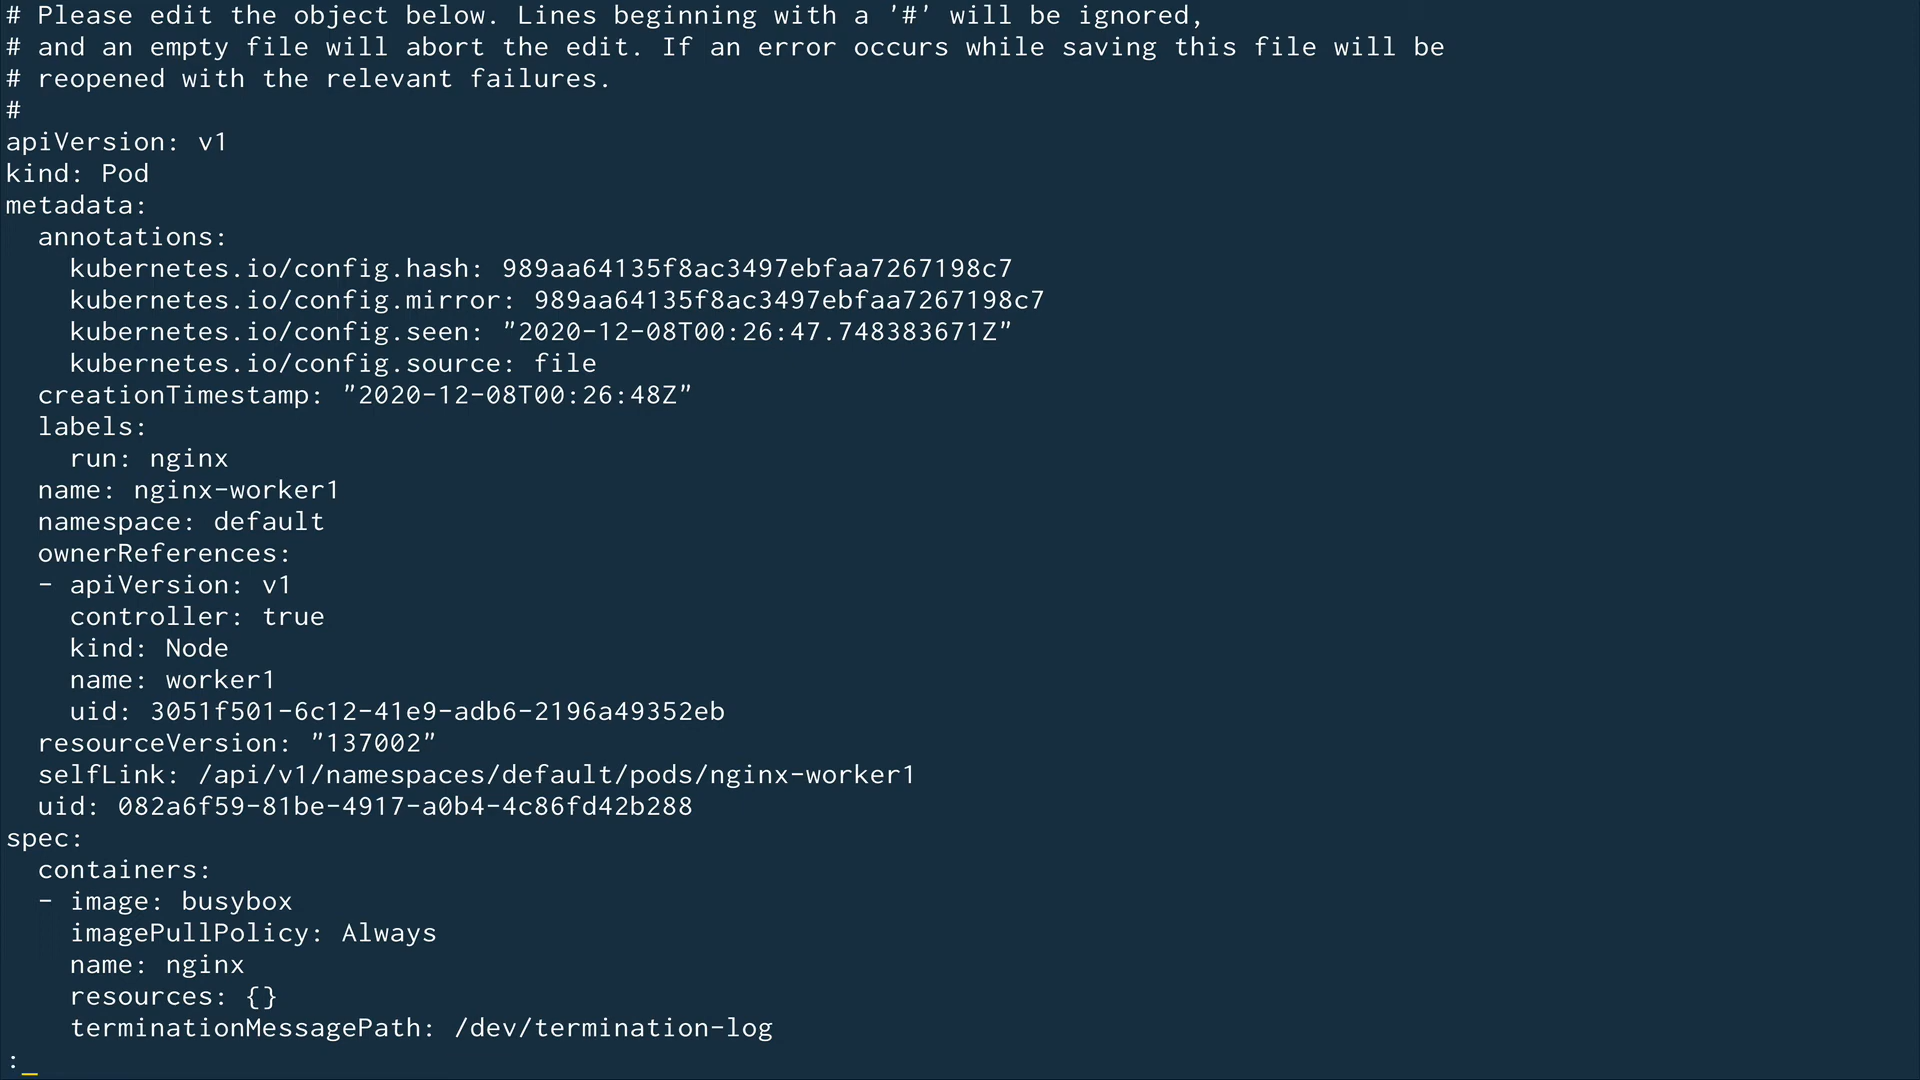 # Please edit the object below. Lines beginning with a '#' will be ignored,
# and an empty file will abort the edit. If an error occurs while saving this file will be
# reopened with the relevant failures.
#
apiVersion: v1
kind: Pod
metadata:
  annotations:
    kubernetes.io/config.hash: 989aa64135f8ac3497ebfaa7267198c7
    kubernetes.io/config.mirror: 989aa64135f8ac3497ebfaa7267198c7
    kubernetes.io/config.seen: "2020-12-08T00:26:47.748383671Z"
    kubernetes.io/config.source: file
  creationTimestamp: "2020-12-08T00:26:48Z"
  labels:
    run: nginx
  name: nginx-worker1
  namespace: default
  ownerReferences:
  - apiVersion: v1
    controller: true
    kind: Node
    name: worker1
    uid: 3051f501-6c12-41e9-adb6-2196a49352eb
  resourceVersion: "137002"
  selfLink: /api/v1/namespaces/default/pods/nginx-worker1
  uid: 082a6f59-81be-4917-a0b4-4c86fd42b288
spec:
  containers:
  - image: busybox
    imagePullPolicy: Always
    name: nginx
    resources: {}
    terminationMessagePath: /dev/termination-log
:_